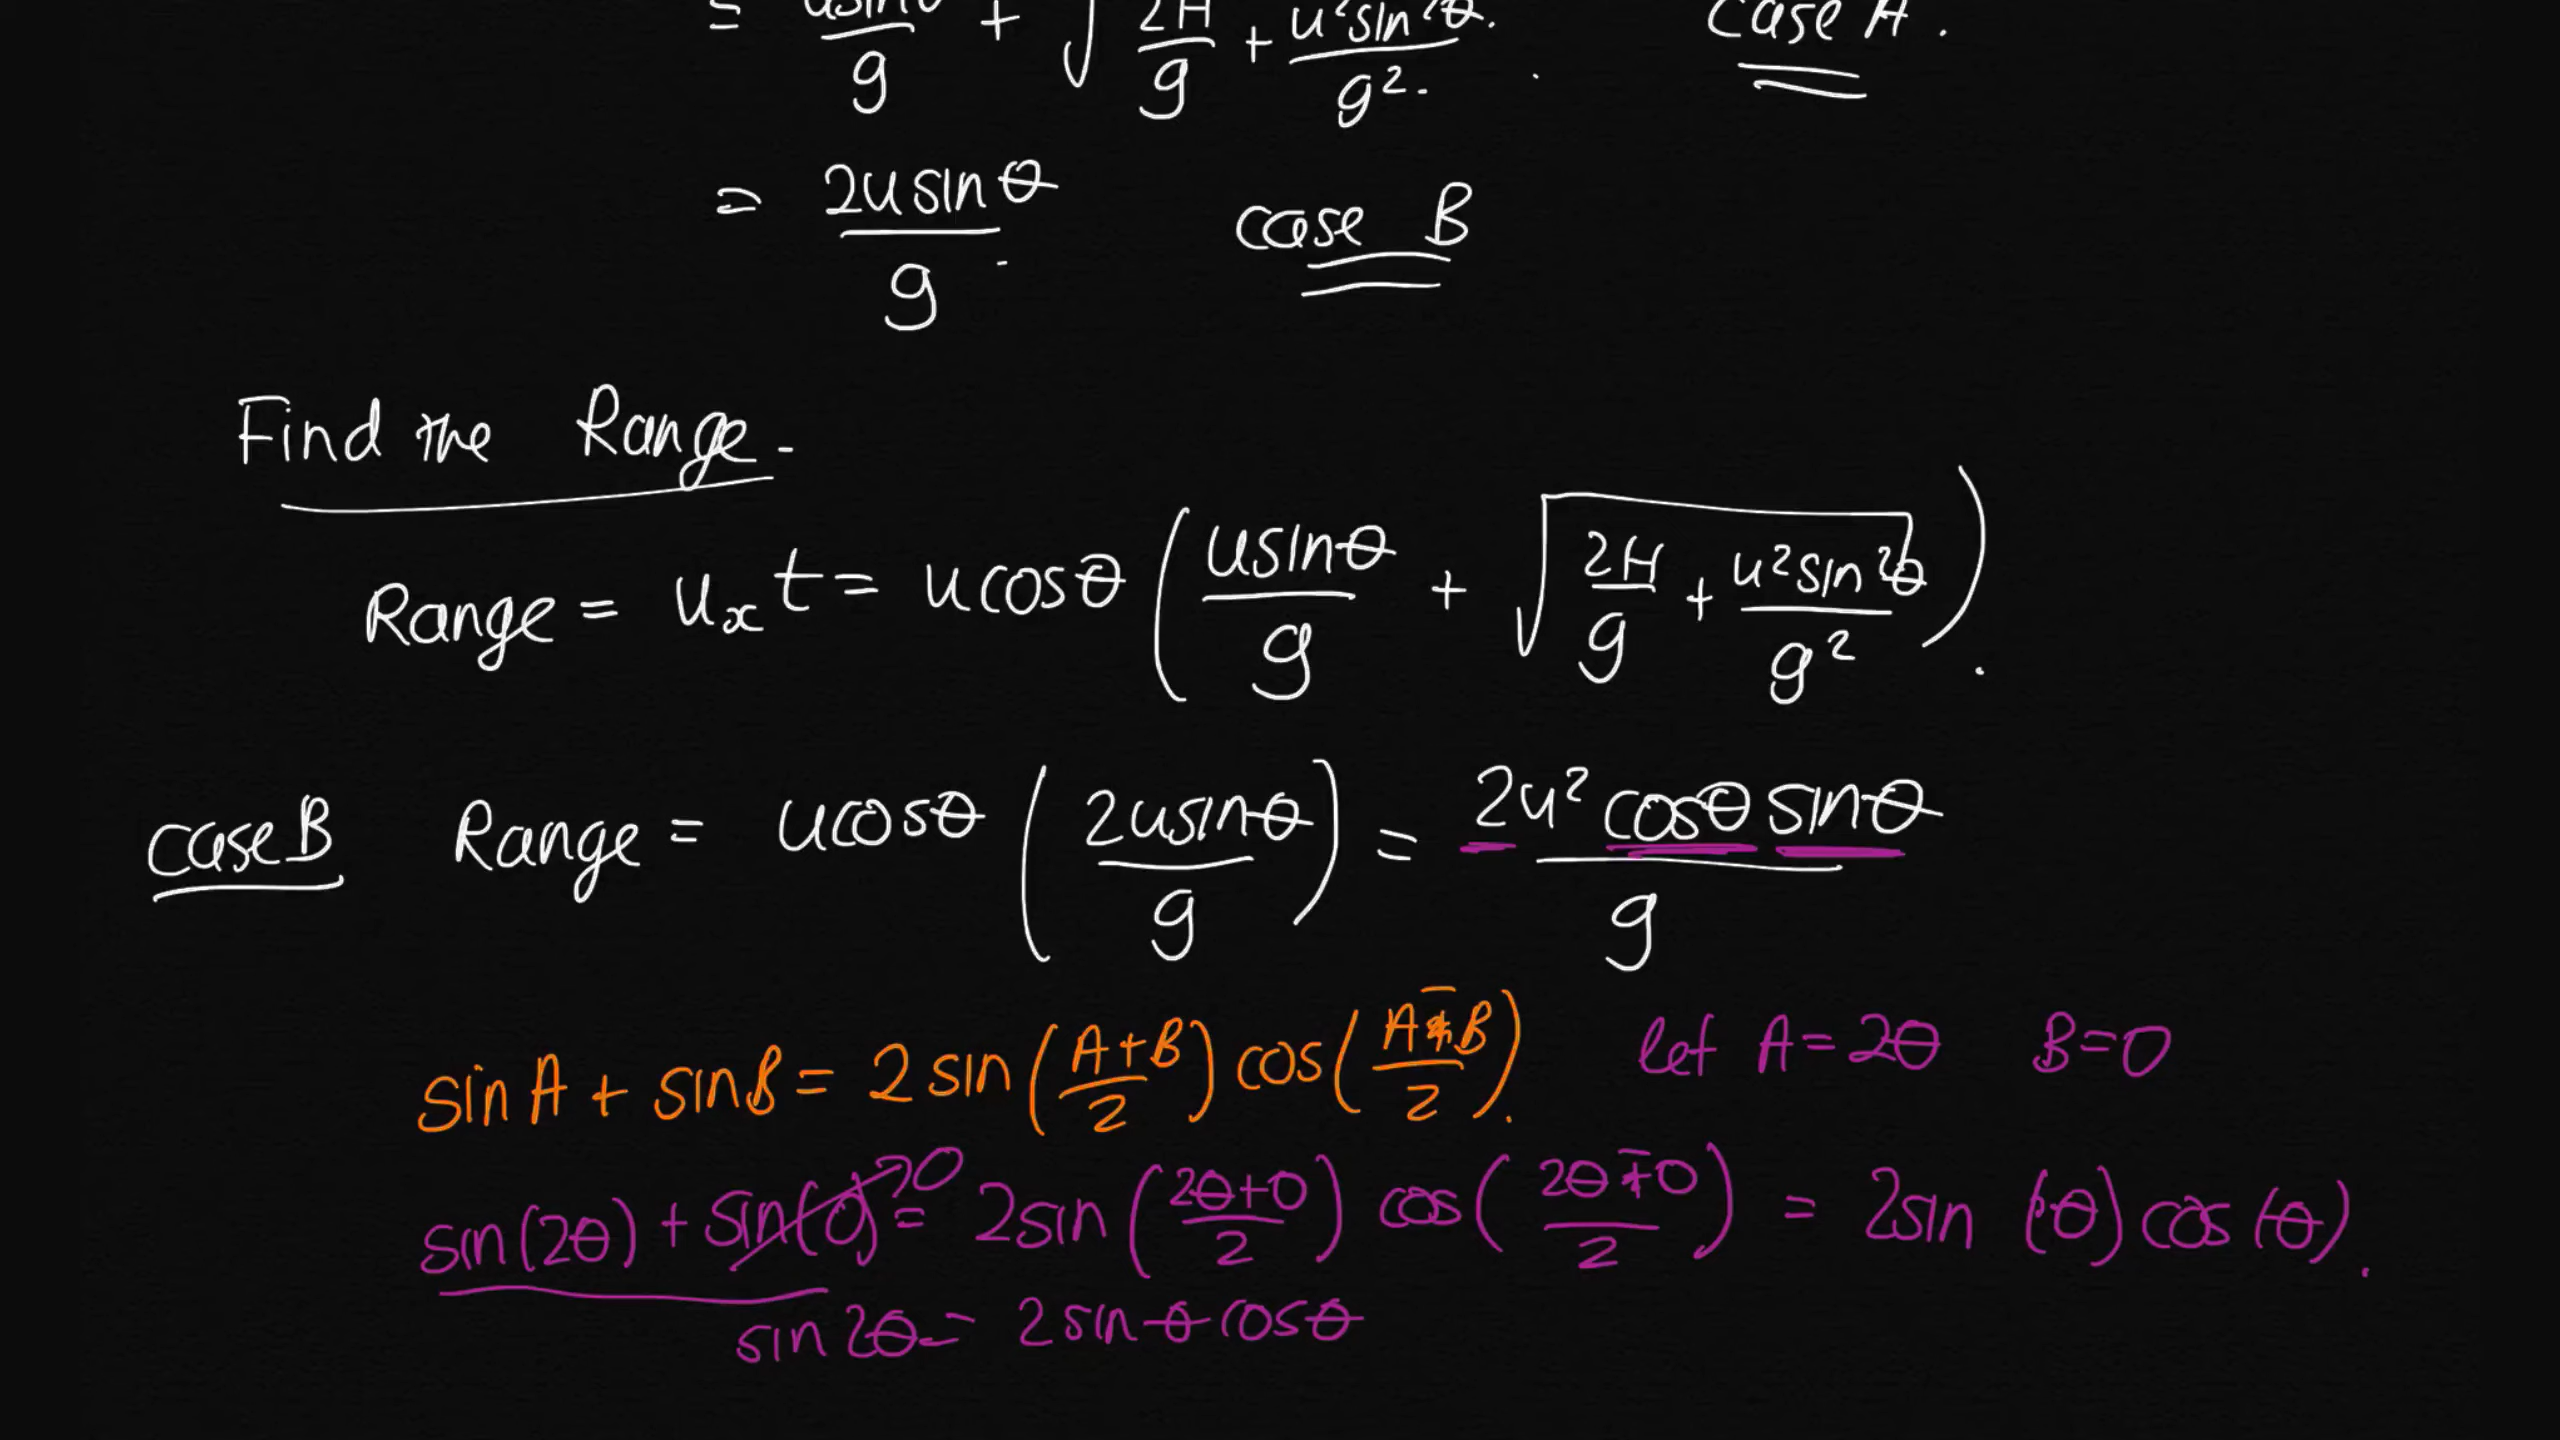 = usinθ/g + √(2H/g + u²sin²θ/g²). Case A.
= 2usinθ/g case B
Find the Range.
Range = uₓt = ucosθ (usinθ/g + √(2H/g + u²sin²θ/g²)).
case B Range = ucosθ (2usinθ/g) = 2u²cosθsinθ/g
sinA + sinB = 2sin((A+B)/2) cos((A-B)/2). let A=2θ B=0
sin(2θ) + sin(0)→0 = 2sin((2θ+0)/2) cos((2θ-0)/2) = 2sin(θ)cos(θ).
sin2θ = 2sinθcosθ